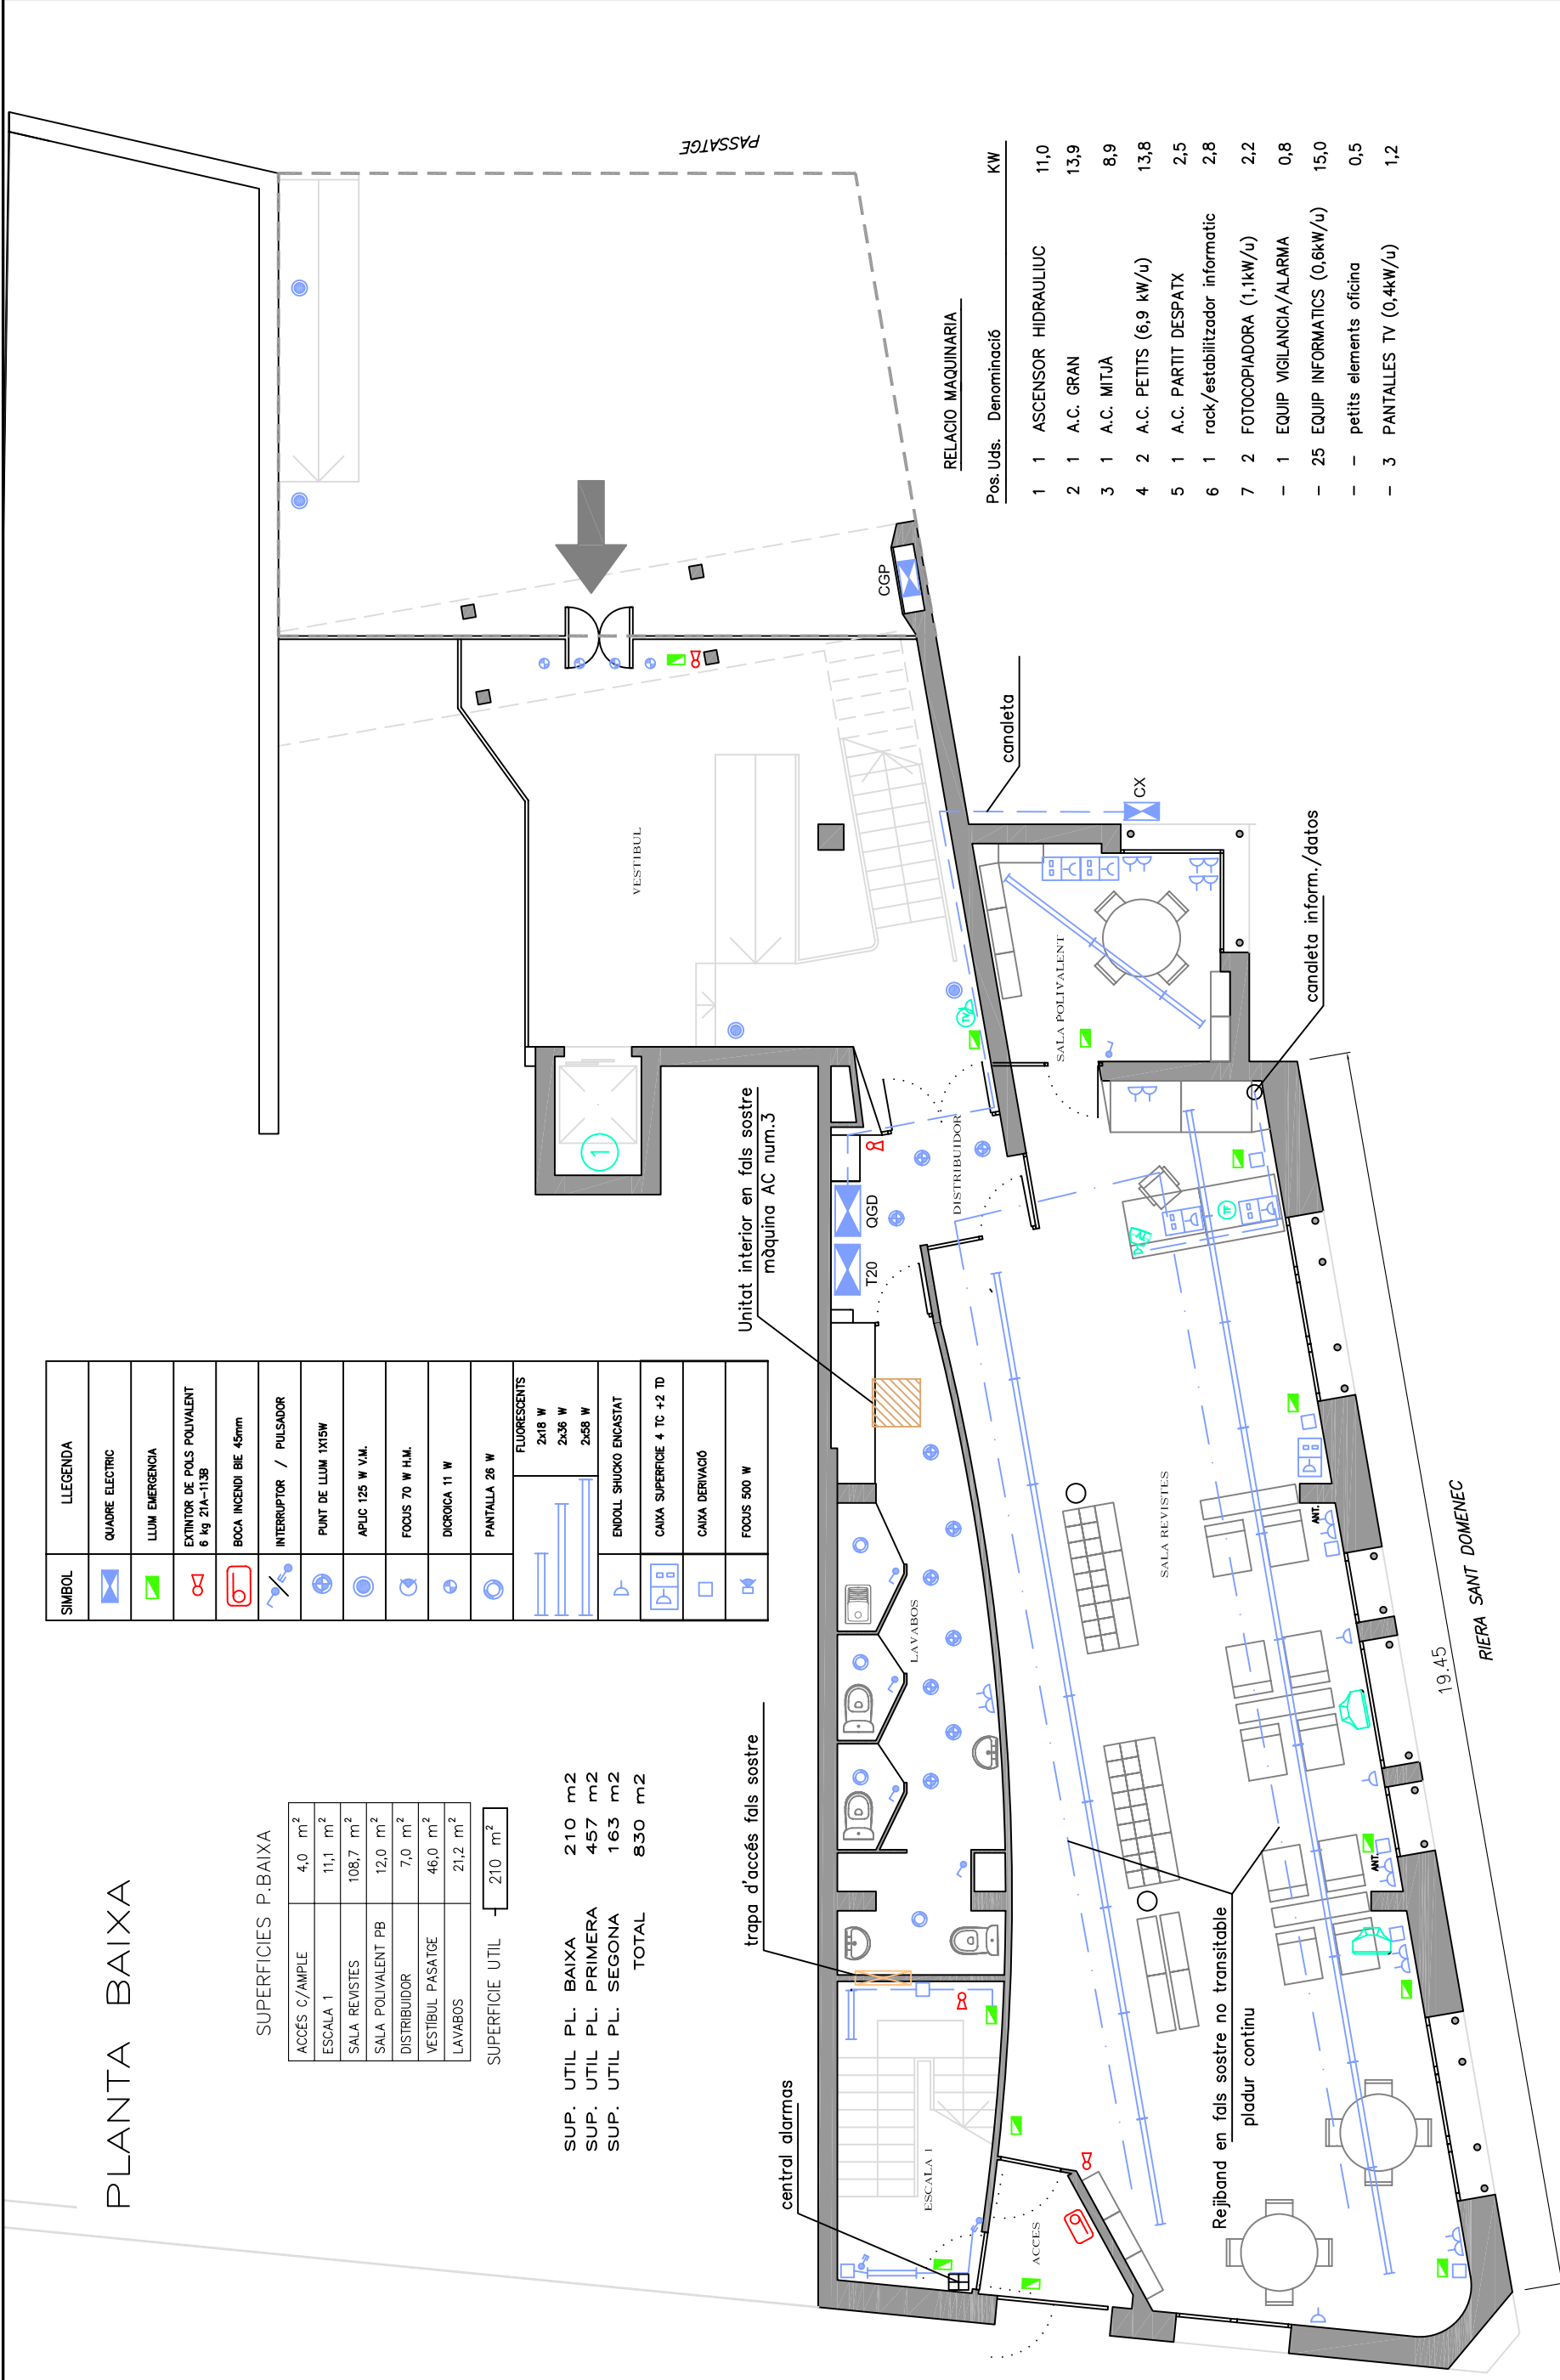 PLANTA BAIXA
SUPERFICIES P.BAIXA
ACCÉS C/AMPLE 4,0 m²
ESCALA 1 11,1 m²
SALA REVISTES 108,7 m²
SALA POLIVALENT PB 12,0 m²
DISTRIBUIDOR 7,0 m²
VESTÍBUL PASATGE 46,0 m²
LAVABOS 21,2 m²
SUPERFICIE UTIL 210 m²
SUP. UTIL PL. BAIXA 210 m2
SUP. UTIL PL. PRIMERA 457 m2
SUP. UTIL PL. SEGONA 163 m2
TOTAL 830 m2
SIMBOL LLEGENDA
QUADRE ELECTRIC
LLUM EMERGENCIA
EXTINTOR DE POLS POLIVALENT
6 kg 21A-113B
BOCA INCENDI BIE 45mm
INTERRUPTOR / PULSADOR
PUNT DE LLUM 1X15W
APLIC 125 W V.M.
FOCUS 70 W H.M.
DICROICA 11 W
PANTALLA 26 W
FLUORESCENTS
2x18 W
2x36 W
2x58 W
ENDOLL SHUCKO ENCASTAT
CAIXA SUPERFICIE 4 TC +2 TD
CAIXA DERIVACIÓ
FOCUS 500 W
central alarmas
trapa d'accés fals sostre
Unitat interior en fals sostre
màquina AC num.3
1
VESTIBUL
PASSATGE
CGP
T20
QGD
TV
DISTRIBUIDOR
LAVABOS
ESCALA 1
ACCES
SALA POLIVALENT
SALA REVISTES
TF
ANT.
ANT.
canaleta
CX
canaleta inform./datos
Rejiband en fals sostre no transitable
pladur continu
19.45
RIERA SANT DOMENEC
RELACIO MAQUINARIA
Pos. Uds. Denominació KW
1 1 ASCENSOR HIDRAULIUC 11,0
2 1 A.C. GRAN 13,9
3 1 A.C. MITJÀ 8,9
4 2 A.C. PETITS (6,9 kW/u) 13,8
5 1 A.C. PARTIT DESPATX 2,5
6 1 rack/estabilitzador informatic 2,8
7 2 FOTOCOPIADORA (1,1kW/u) 2,2
- 1 EQUIP VIGILANCIA/ALARMA 0,8
- 25 EQUIP INFORMATICS (0,6kW/u) 15,0
- - petits elements oficina 0,5
- 3 PANTALLES TV (0,4kW/u) 1,2